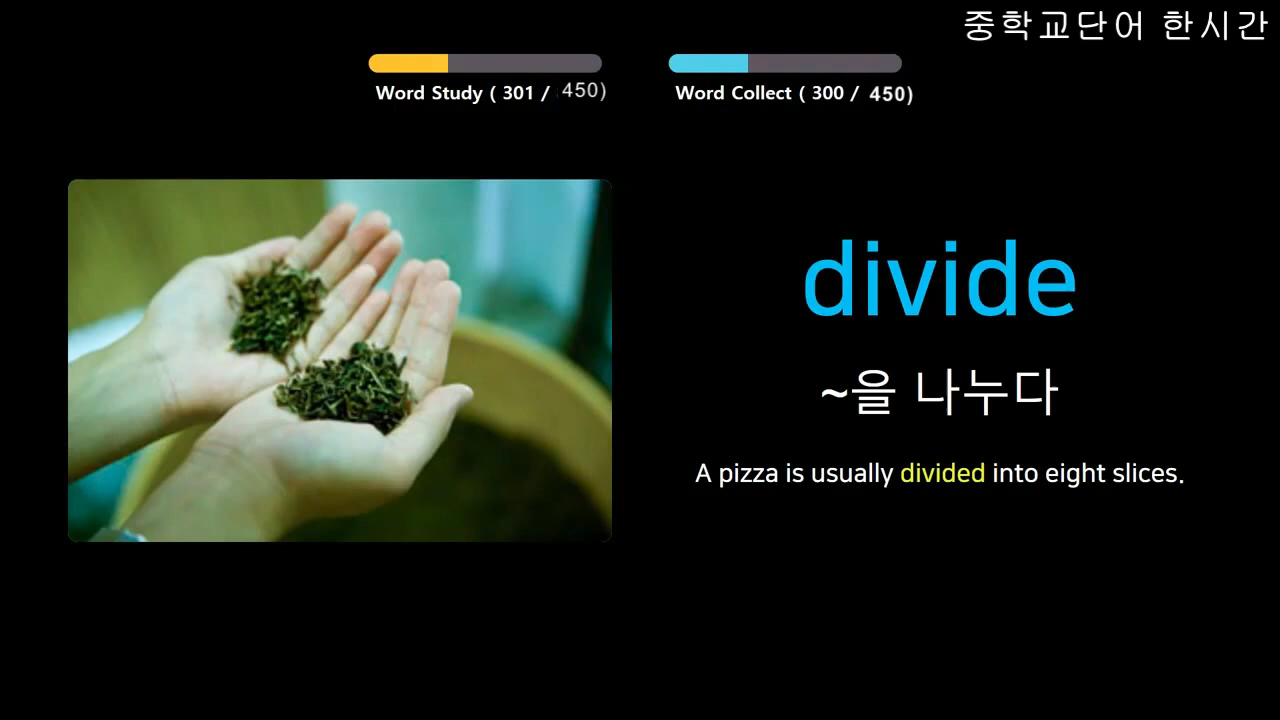 중학교단어 한시간
Word Study ( 301 / 450)
Word Collect ( 300 / 450)
divide
~을 나누다
A pizza is usually divided into eight slices.